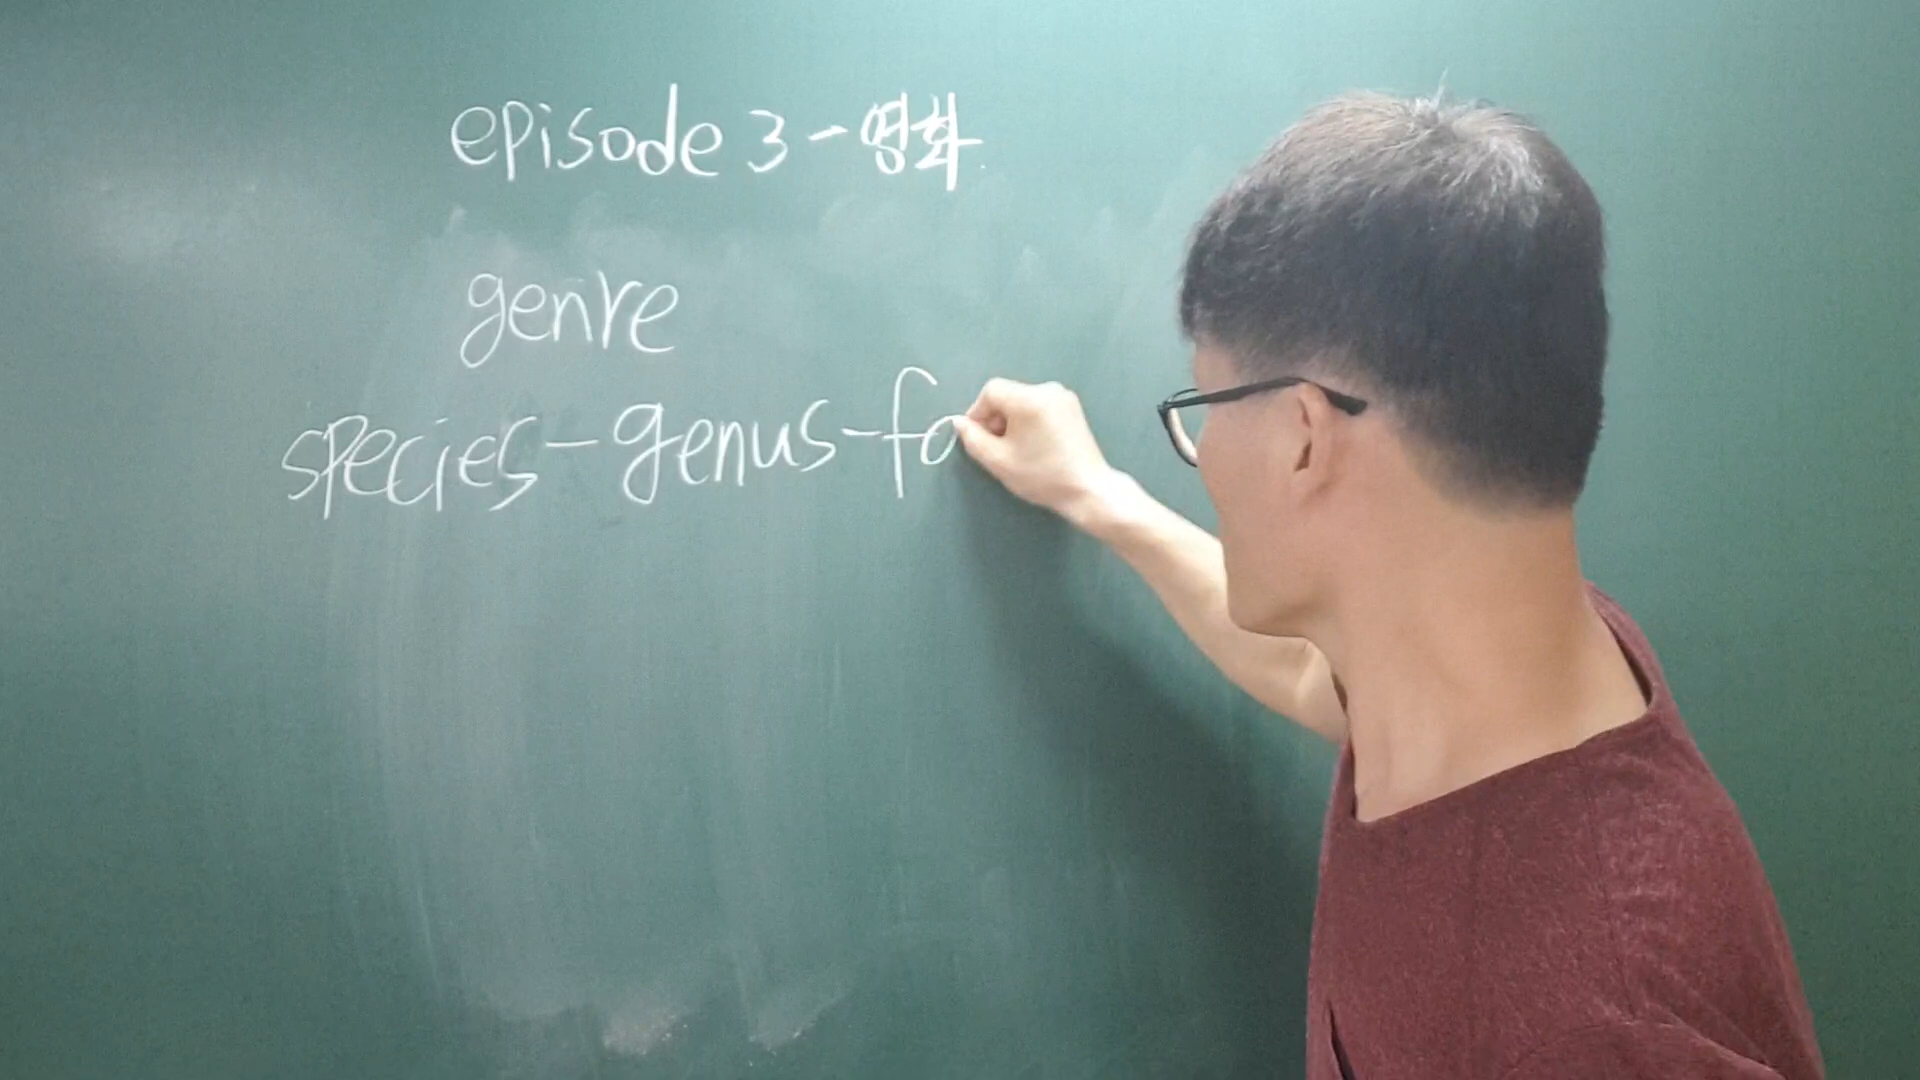 episode 3 - 영화
genre
species - genus - fa